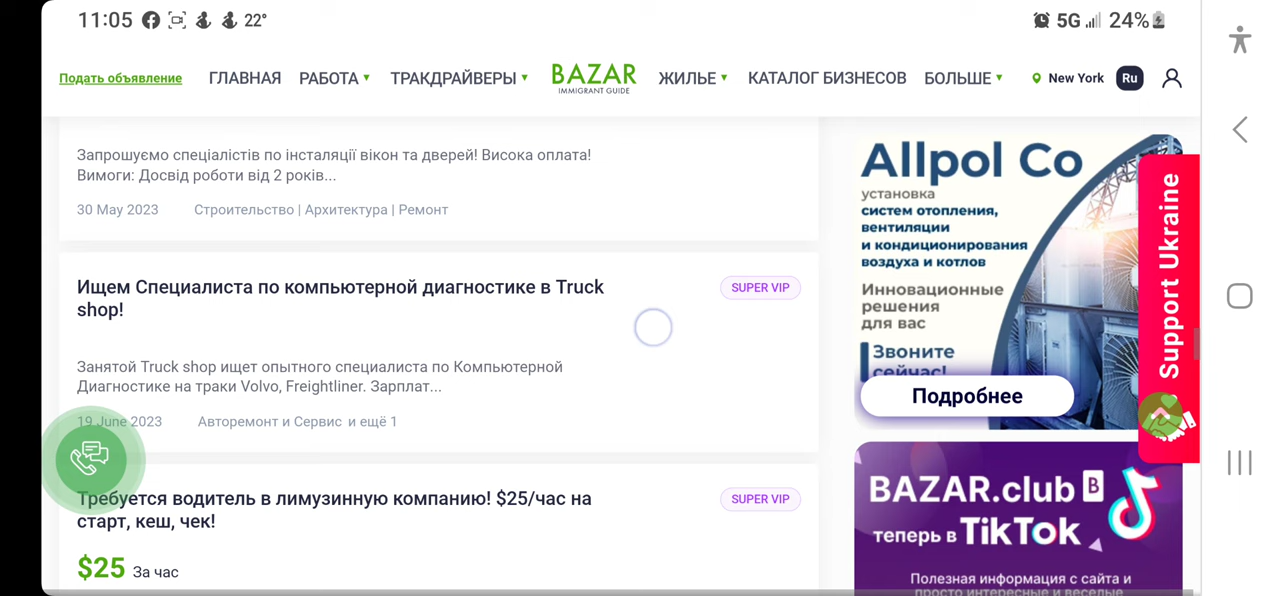 11:05 22°
5G 24%
Подать объявление ГЛАВНАЯ РАБОТА ТРАКДРАЙВЕРЫ BAZAR ЖИЛЬЕ КАТАЛОГ БИЗНЕСОВ БОЛЬШЕ New York Ru
IMMIGRANT GUIDE
Запрошуємо спеціалістів по інсталяції вікон та дверей! Висока оплата!
Вимоги: Досвід роботи від 2 років...
30 May 2023 Строительство | Архитектура | Ремонт
Ищем Специалиста по компьютерной диагностике в Truck
shop!
SUPER VIP
Занятой Truck shop ищет опытного специалиста по Компьютерной
Диагностике на траки Volvo, Freightliner. Зарплат...
19 June 2023 Авторемонт и Сервис и ещё 1
Требуется водитель в лимузинную компанию! $25/час на
старт, кеш, чек!
SUPER VIP
$25 За час
Allpol Co
установка
систем отопления,
вентиляции
и кондиционирования
воздуха и котлов
Инновационные
решения
для вас
Звоните
сейчас!
Подробнее
Support Ukraine
BAZAR.club B
теперь в TikTok
Полезная информация с сайта и
просто интересные и веселые